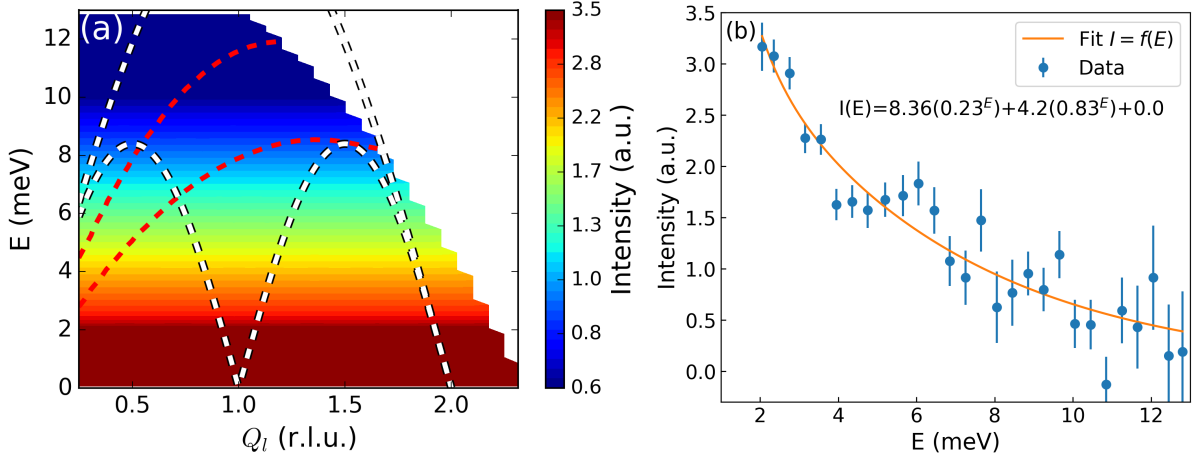 (a)
12
10
8
6
4
2
0
E (meV)
0.5 1.0 1.5 2.0
Q_l (r.l.u.)
3.5
2.8
2.2
1.7
1.3
1.0
0.8
0.6
Intensity (a.u.)
(b)
Fit I = f(E)
Data
I(E)=8.36(0.23^E)+4.2(0.83^E)+0.0
3.5
3.0
2.5
2.0
1.5
1.0
0.5
0.0
Intensity (a.u.)
2 4 6 8 10 12
E (meV)